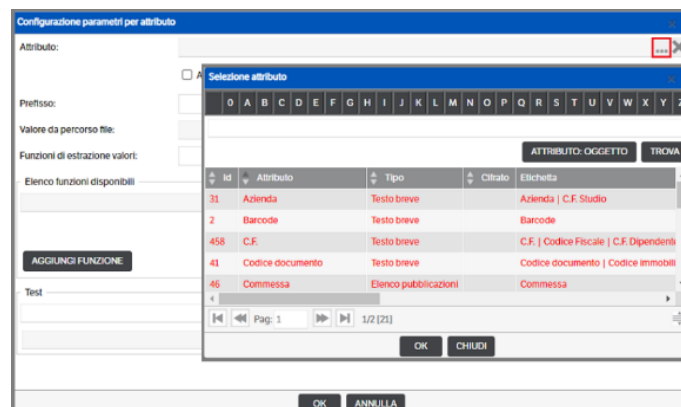 Configurazione parametri per attributo
Attributo:
...
A
Selezione attributo
0 A B C D E F G H I J K L M N O P Q R S T U V W X Y Z
Prefisso:
Valore da percorso file:
ATTRIBUTO: OGGETTO TROVA
Funzioni di estrazione valori:
Id Attributo Tipo Cifrato Etichetta
Elenco funzioni disponibili
31 Azienda Testo breve Azienda | C.F. Studio
2 Barcode Testo breve Barcode
458 C.F. Testo breve C.F. | Codice Fiscale | C.F. Dipendente
AGGIUNGI FUNZIONE
41 Codice documento Testo breve Codice documento | Codice immobili
46 Commessa Elenco pubblicazioni Commessa
Test
Pag: 1 1/2 [21]
OK CHIUDI
OK ANNULLA